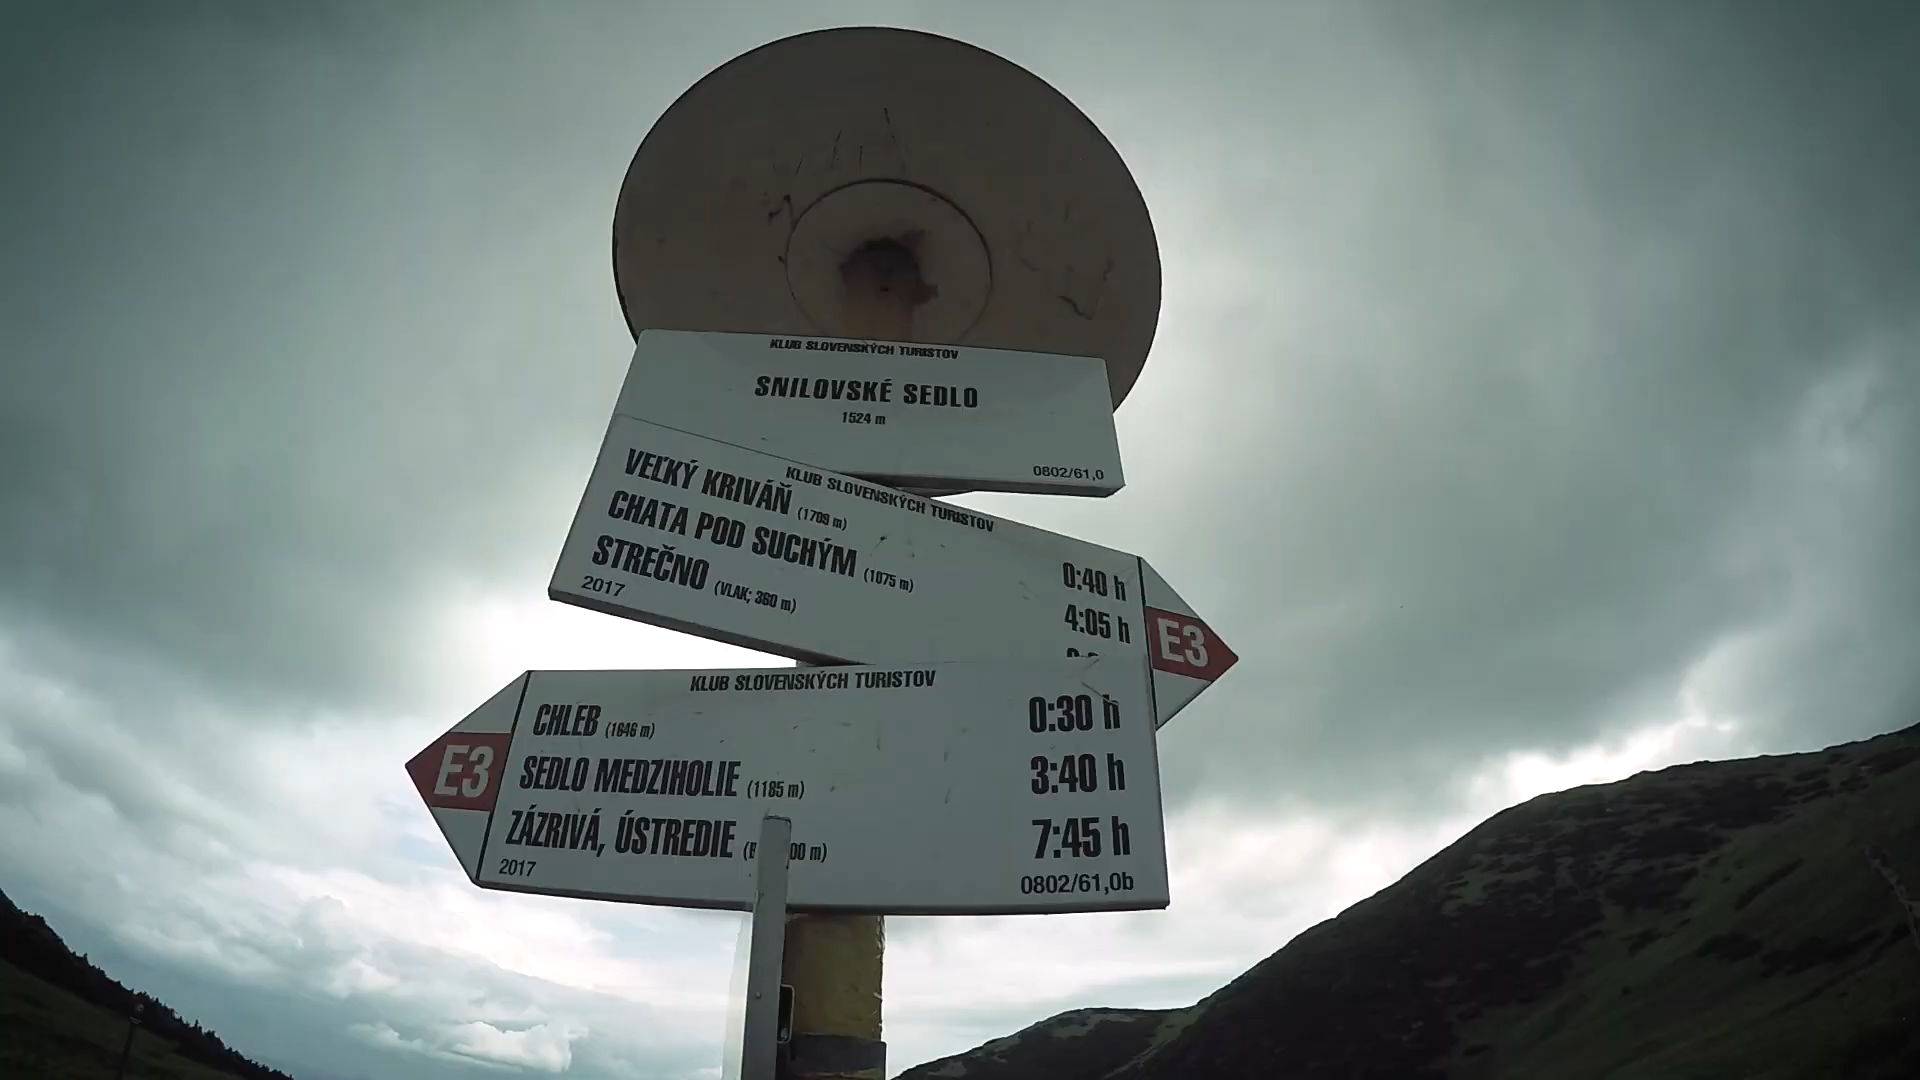 KLUB SLOVENSKÝCH TURISTOV
SNILOVSKÉ SEDLO
1524 m
0802/61,0
KLUB SLOVENSKÝCH TURISTOV
VEĽKÝ KRIVÁŇ (1709 m) 0:40 h
CHATA POD SUCHÝM (1075 m) 4:05 h
STREČNO (VLAK; 360 m)
2017
E3
KLUB SLOVENSKÝCH TURISTOV
CHLEB (1646 m) 0:30 h
SEDLO MEDZIHOLIE (1185 m) 3:40 h
ZÁZRIVÁ, ÚSTREDIE 7:45 h
2017 0802/61,0b
E3